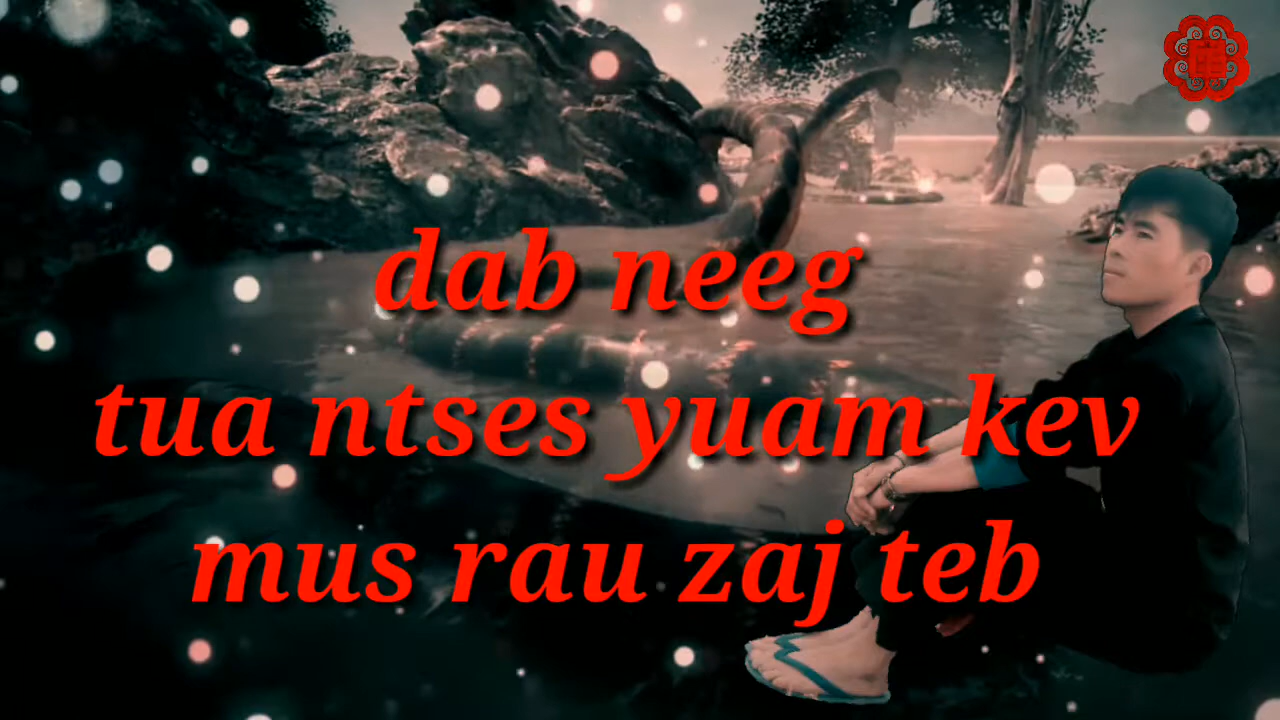 dab neeg
tua ntses yuam kev
mus rau zaj teb